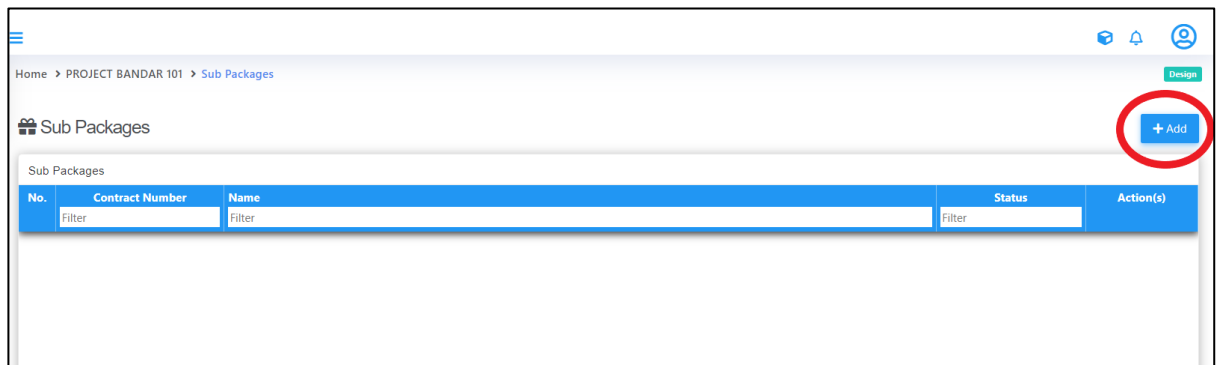 Home > PROJECT BANDAR 101 > Sub Packages
Design
Sub Packages
+ Add
Sub Packages
No. Contract Number Name Status Action(s)
Filter Filter Filter